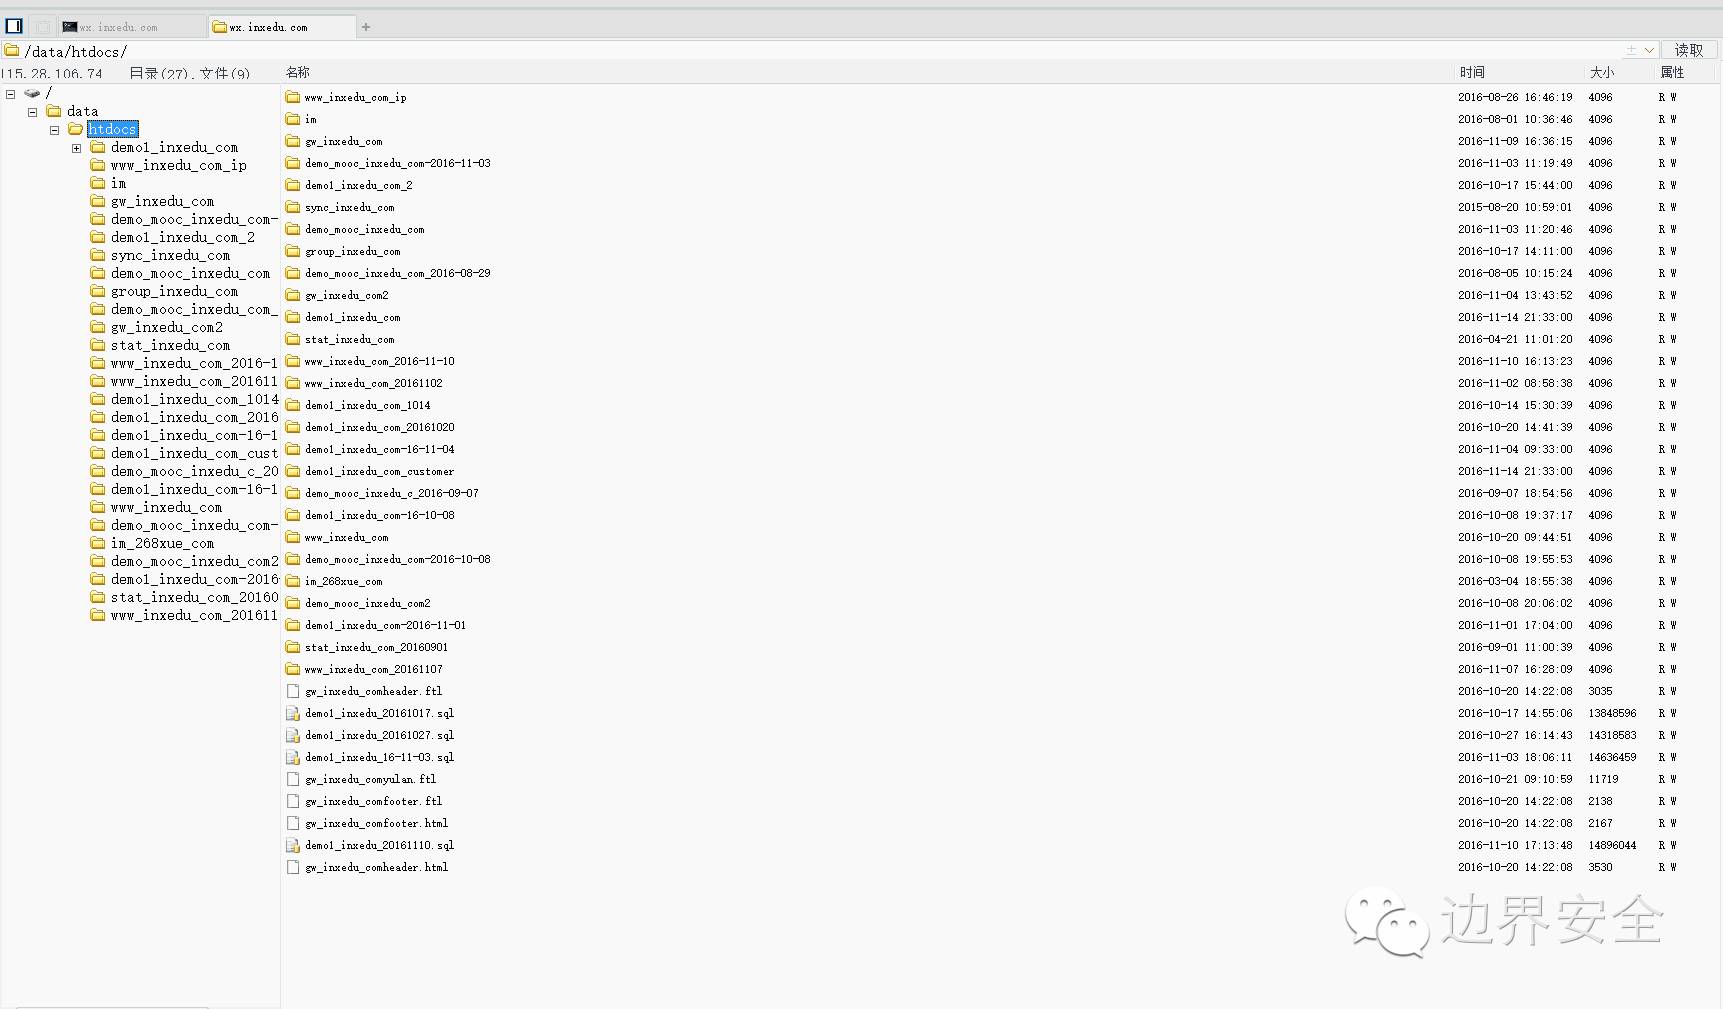 wx.inxedu.com
wx.inxedu.com
+
/data/htdocs/
读取
115.28.106.74 目录(27),文件(9)
名称 时间 大小 属性
/
data
htdocs
demo1_inxedu_com
www_inxedu_com_ip
im
gw_inxedu_com
demo_mooc_inxedu_com-
demo1_inxedu_com_2
sync_inxedu_com
demo_mooc_inxedu_com
group_inxedu_com
demo_mooc_inxedu_com_
gw_inxedu_com2
stat_inxedu_com
www_inxedu_com_2016-1
www_inxedu_com_201611
demo1_inxedu_com_1014
demo1_inxedu_com_2016
demo1_inxedu_com-16-1
demo1_inxedu_com_cust
demo_mooc_inxedu_c_20
demo1_inxedu_com-16-1
www_inxedu_com
demo_mooc_inxedu_com-
im_268xue_com
demo_mooc_inxedu_com2
demo1_inxedu_com-2016
stat_inxedu_com_20160
www_inxedu_com_201611
www_inxedu_com_ip 2016-08-26 16:46:19 4096 R W
im 2016-08-01 10:36:46 4096 R W
gw_inxedu_com 2016-11-09 16:36:15 4096 R W
demo_mooc_inxedu_com-2016-11-03 2016-11-03 11:19:49 4096 R W
demo1_inxedu_com_2 2016-10-17 15:44:00 4096 R W
sync_inxedu_com 2015-08-20 10:59:01 4096 R W
demo_mooc_inxedu_com 2016-11-03 11:20:46 4096 R W
group_inxedu_com 2016-10-17 14:11:00 4096 R W
demo_mooc_inxedu_com_2016-08-29 2016-08-05 10:15:24 4096 R W
gw_inxedu_com2 2016-11-04 13:43:52 4096 R W
demo1_inxedu_com 2016-11-14 21:33:00 4096 R W
stat_inxedu_com 2016-04-21 11:01:20 4096 R W
www_inxedu_com_2016-11-10 2016-11-10 16:13:23 4096 R W
www_inxedu_com_20161102 2016-11-02 08:58:38 4096 R W
demo1_inxedu_com_1014 2016-10-14 15:30:39 4096 R W
demo1_inxedu_com_20161020 2016-10-20 14:41:39 4096 R W
demo1_inxedu_com-16-11-04 2016-11-04 09:33:00 4096 R W
demo1_inxedu_com_customer 2016-11-14 21:33:00 4096 R W
demo_mooc_inxedu_c_2016-09-07 2016-09-07 18:54:56 4096 R W
demo1_inxedu_com-16-10-08 2016-10-08 19:37:17 4096 R W
www_inxedu_com 2016-10-20 09:44:51 4096 R W
demo_mooc_inxedu_com-2016-10-08 2016-10-08 19:55:53 4096 R W
im_268xue_com 2016-03-04 18:55:38 4096 R W
demo_mooc_inxedu_com2 2016-10-08 20:06:02 4096 R W
demo1_inxedu_com-2016-11-01 2016-11-01 17:04:00 4096 R W
stat_inxedu_com_20160901 2016-09-01 11:00:39 4096 R W
www_inxedu_com_20161107 2016-11-07 16:28:09 4096 R W
gw_inxedu_comheader.ftl 2016-10-20 14:22:08 3035 R W
demo1_inxedu_20161017.sql 2016-10-17 14:55:06 13848596 R W
demo1_inxedu_20161027.sql 2016-10-27 16:14:43 14318583 R W
demo1_inxedu_16-11-03.sql 2016-11-03 18:06:11 14636459 R W
gw_inxedu_comyulan.ftl 2016-10-21 09:10:59 11719 R W
gw_inxedu_comfooter.ftl 2016-10-20 14:22:08 2138 R W
gw_inxedu_comfooter.html 2016-10-20 14:22:08 2167 R W
demo1_inxedu_20161110.sql 2016-11-10 17:13:48 14896044 R W
gw_inxedu_comheader.html 2016-10-20 14:22:08 3530 R W
边界安全